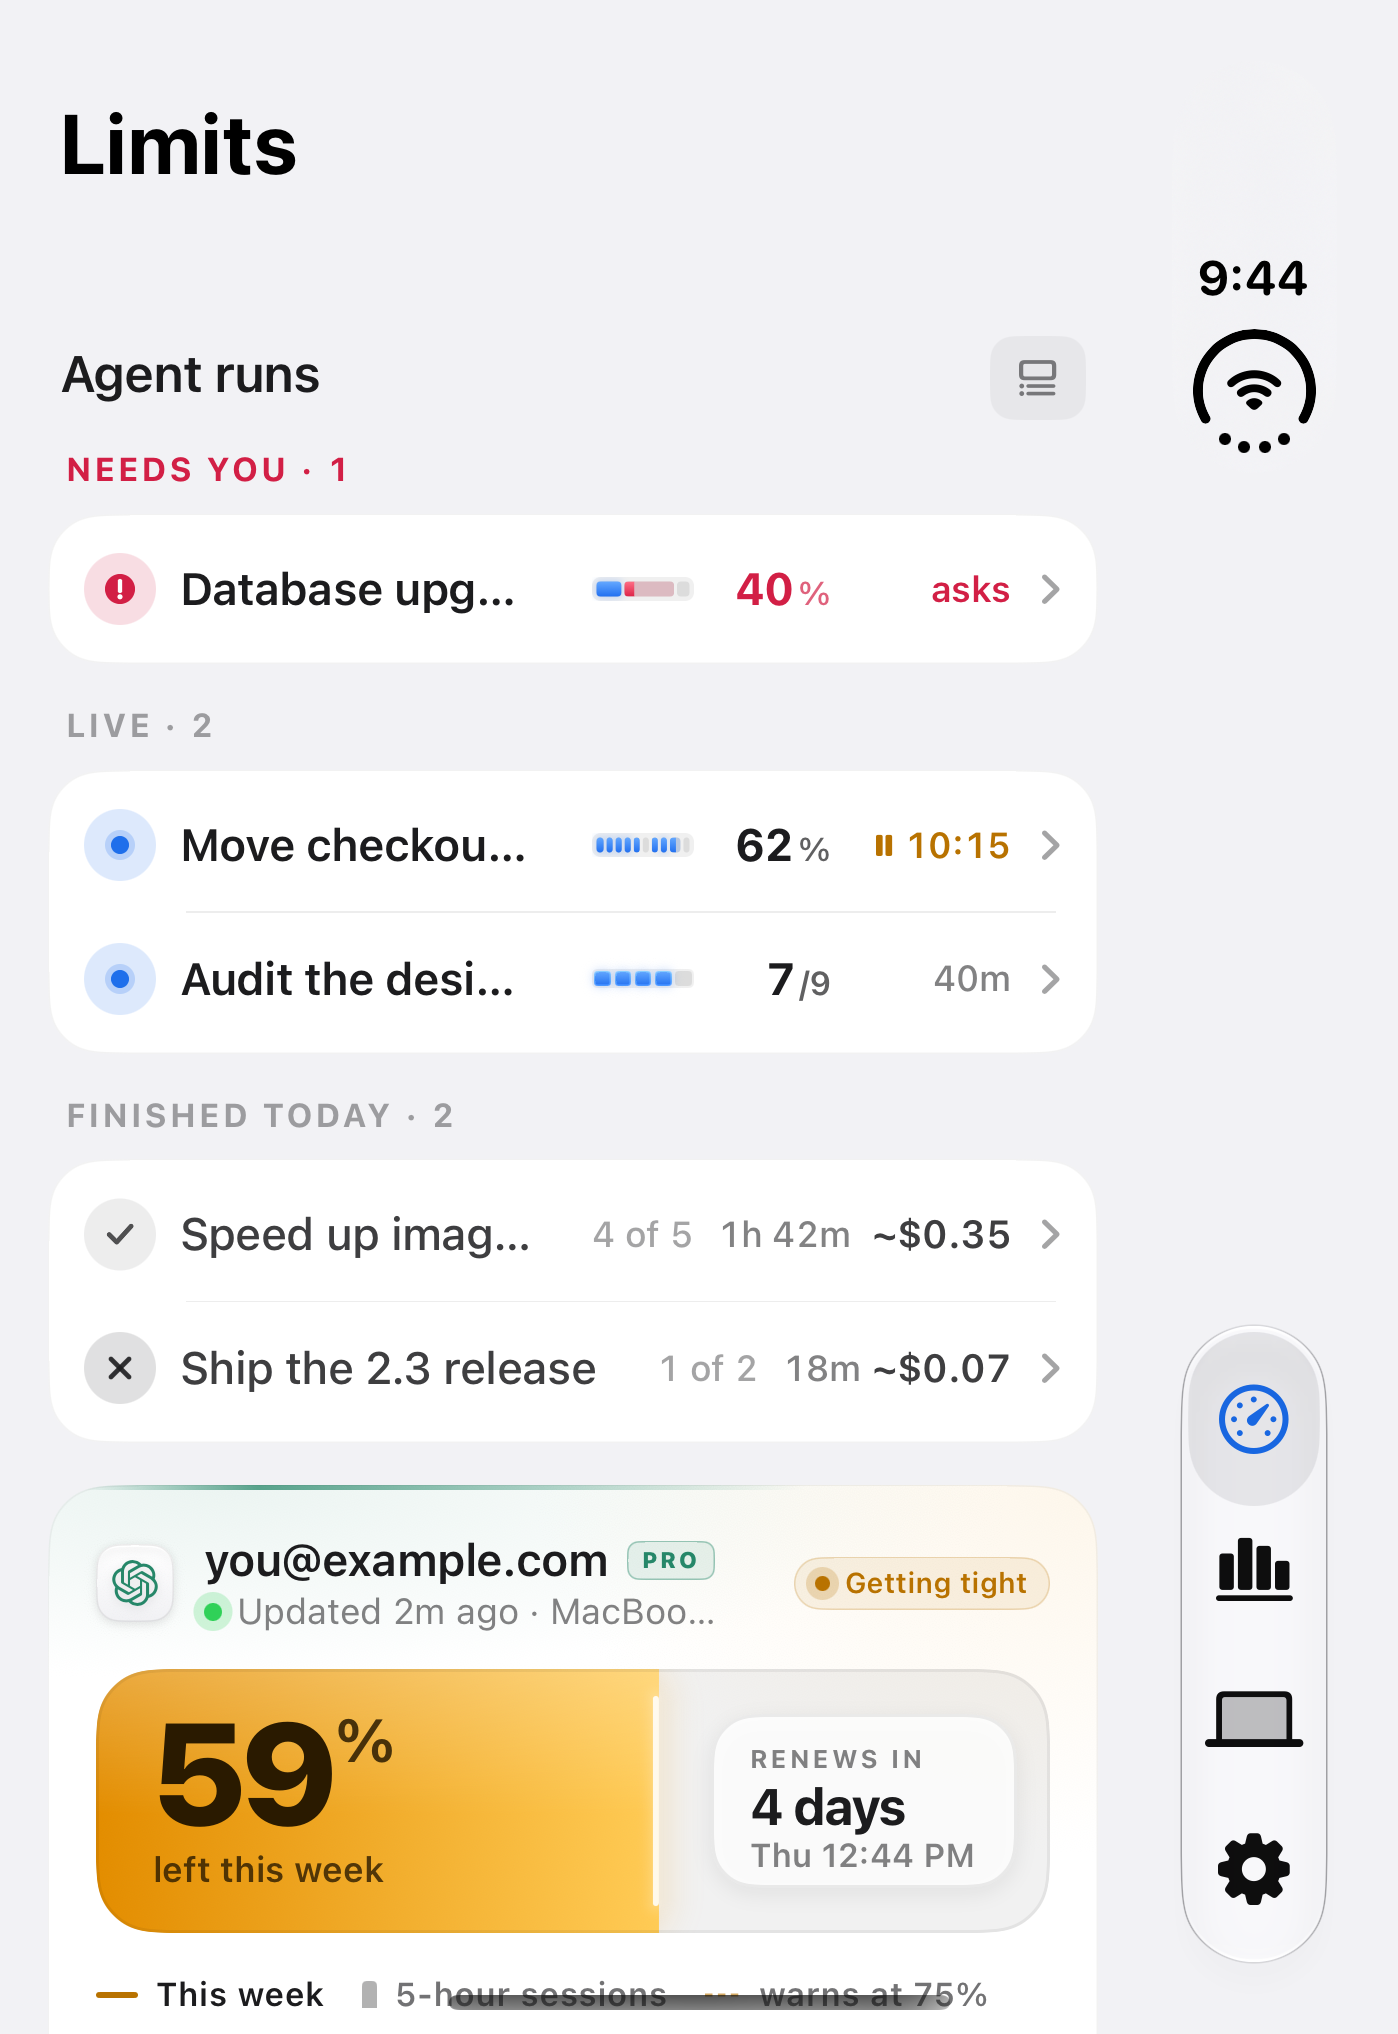 Limits
9:44
Agent runs
NEEDS YOU · 1
Database upg... 40% asks
LIVE · 2
Move checkou... 62% 10:15
Audit the desi... 7/9 40m
FINISHED TODAY · 2
Speed up imag... 4 of 5 1h 42m ~$0.35
Ship the 2.3 release 1 of 2 18m ~$0.07
you@example.com PRO
Updated 2m ago · MacBoo...
Getting tight
59%
left this week
RENEWS IN
4 days
Thu 12:44 PM
This week 5-hour sessions warns at 75%